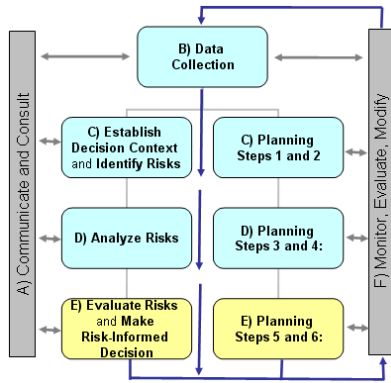 B) Data
Collection
A) Communicate and Consult
F) Monitor, Evaluate, Modify
C) Establish
Decision Context
and Identify Risks
C) Planning
Steps 1 and 2
D) Analyze Risks
D) Planning
Steps 3 and 4:
E) Evaluate Risks
and Make
Risk-Informed
Decision
E) Planning
Steps 5 and 6: